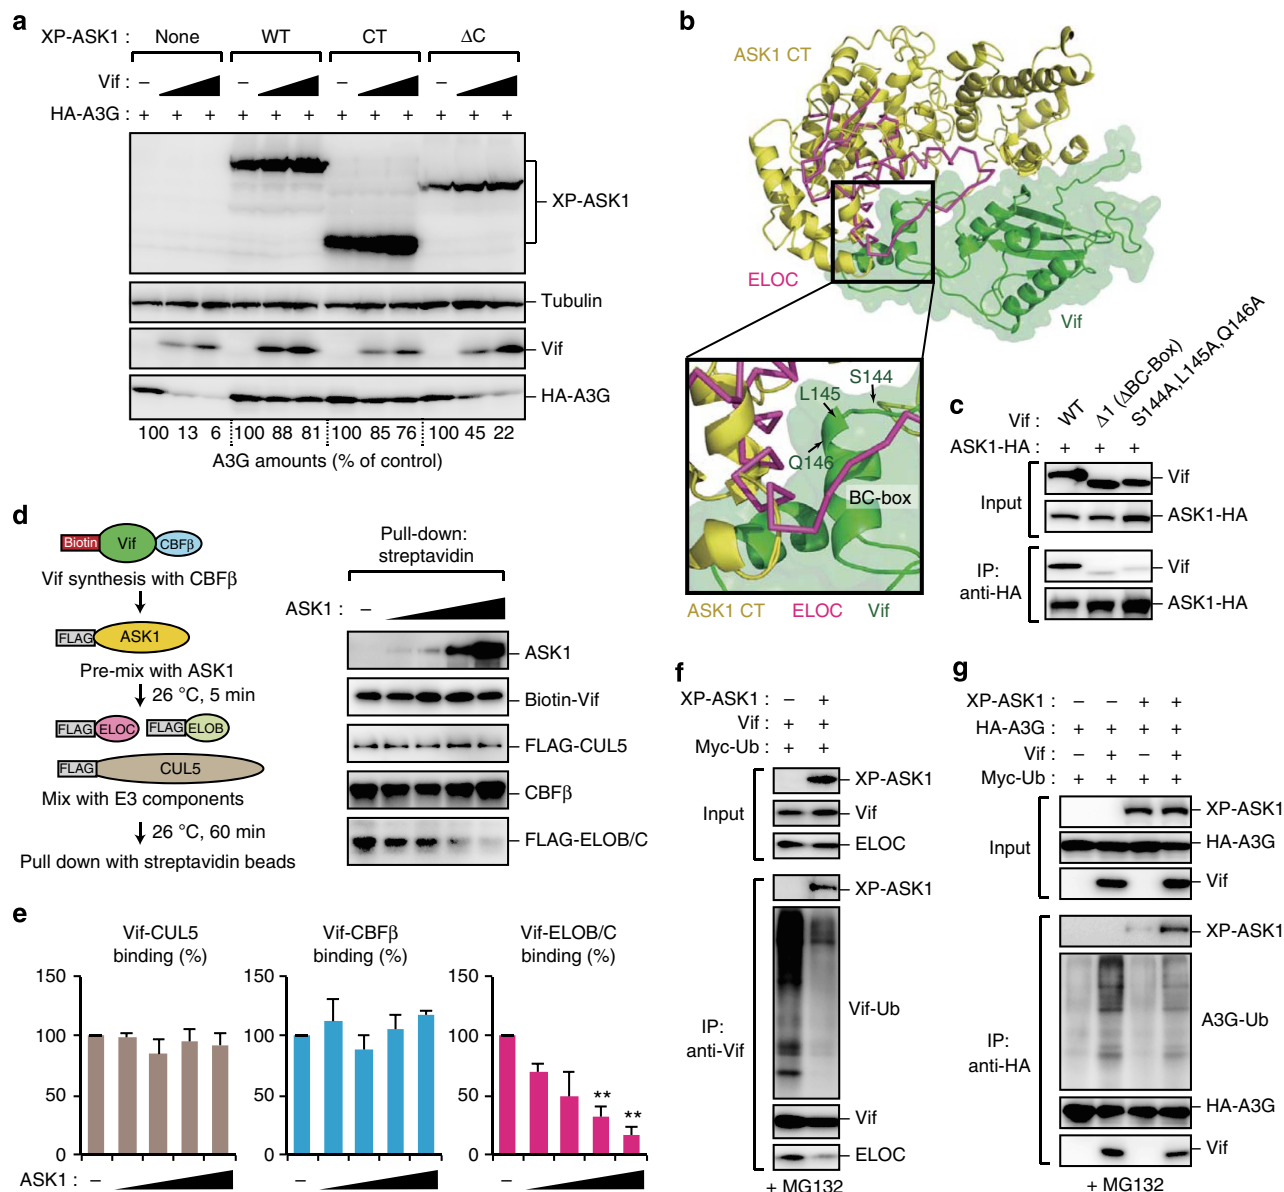 a
XP-ASK1 : None WT CT ΔC
Vif : – – – –
HA-A3G : + + + + + + + + + + + +
XP-ASK1
Tubulin
Vif
HA-A3G
100 13 6 100 88 81 100 85 76 100 45 22
A3G amounts (% of control)
b
ASK1 CT
ELOC
Vif
S144
L145
Q146
BC-box
ASK1 CT ELOC Vif
c
Vif : WT Δ1 (ΔBC-Box) S144A,L145A,Q146A
ASK1-HA : + + +
Input
Vif
ASK1-HA
IP:
anti-HA
Vif
ASK1-HA
d
Biotin Vif CBFβ
Vif synthesis with CBFβ
FLAG ASK1
Pre-mix with ASK1
26 °C, 5 min
FLAG ELOC FLAG ELOB
FLAG CUL5
Mix with E3 components
26 °C, 60 min
Pull down with streptavidin beads
Pull-down:
streptavidin
ASK1 : –
ASK1
Biotin-Vif
FLAG-CUL5
CBFβ
FLAG-ELOB/C
e
Vif-CUL5
binding (%)
150
100
50
0
Vif-CBFβ
binding (%)
150
100
50
0
Vif-ELOB/C
binding (%)
150
100
50
0
** **
ASK1 : – – –
f
XP-ASK1 : – +
Vif : + +
Myc-Ub : + +
Input
XP-ASK1
Vif
ELOC
IP:
anti-Vif
XP-ASK1
Vif-Ub
Vif
ELOC
+ MG132
g
XP-ASK1 : – – + +
HA-A3G : + + + +
Vif : – + – +
Myc-Ub : + + + +
Input
XP-ASK1
HA-A3G
Vif
IP:
anti-HA
XP-ASK1
A3G-Ub
HA-A3G
Vif
+ MG132